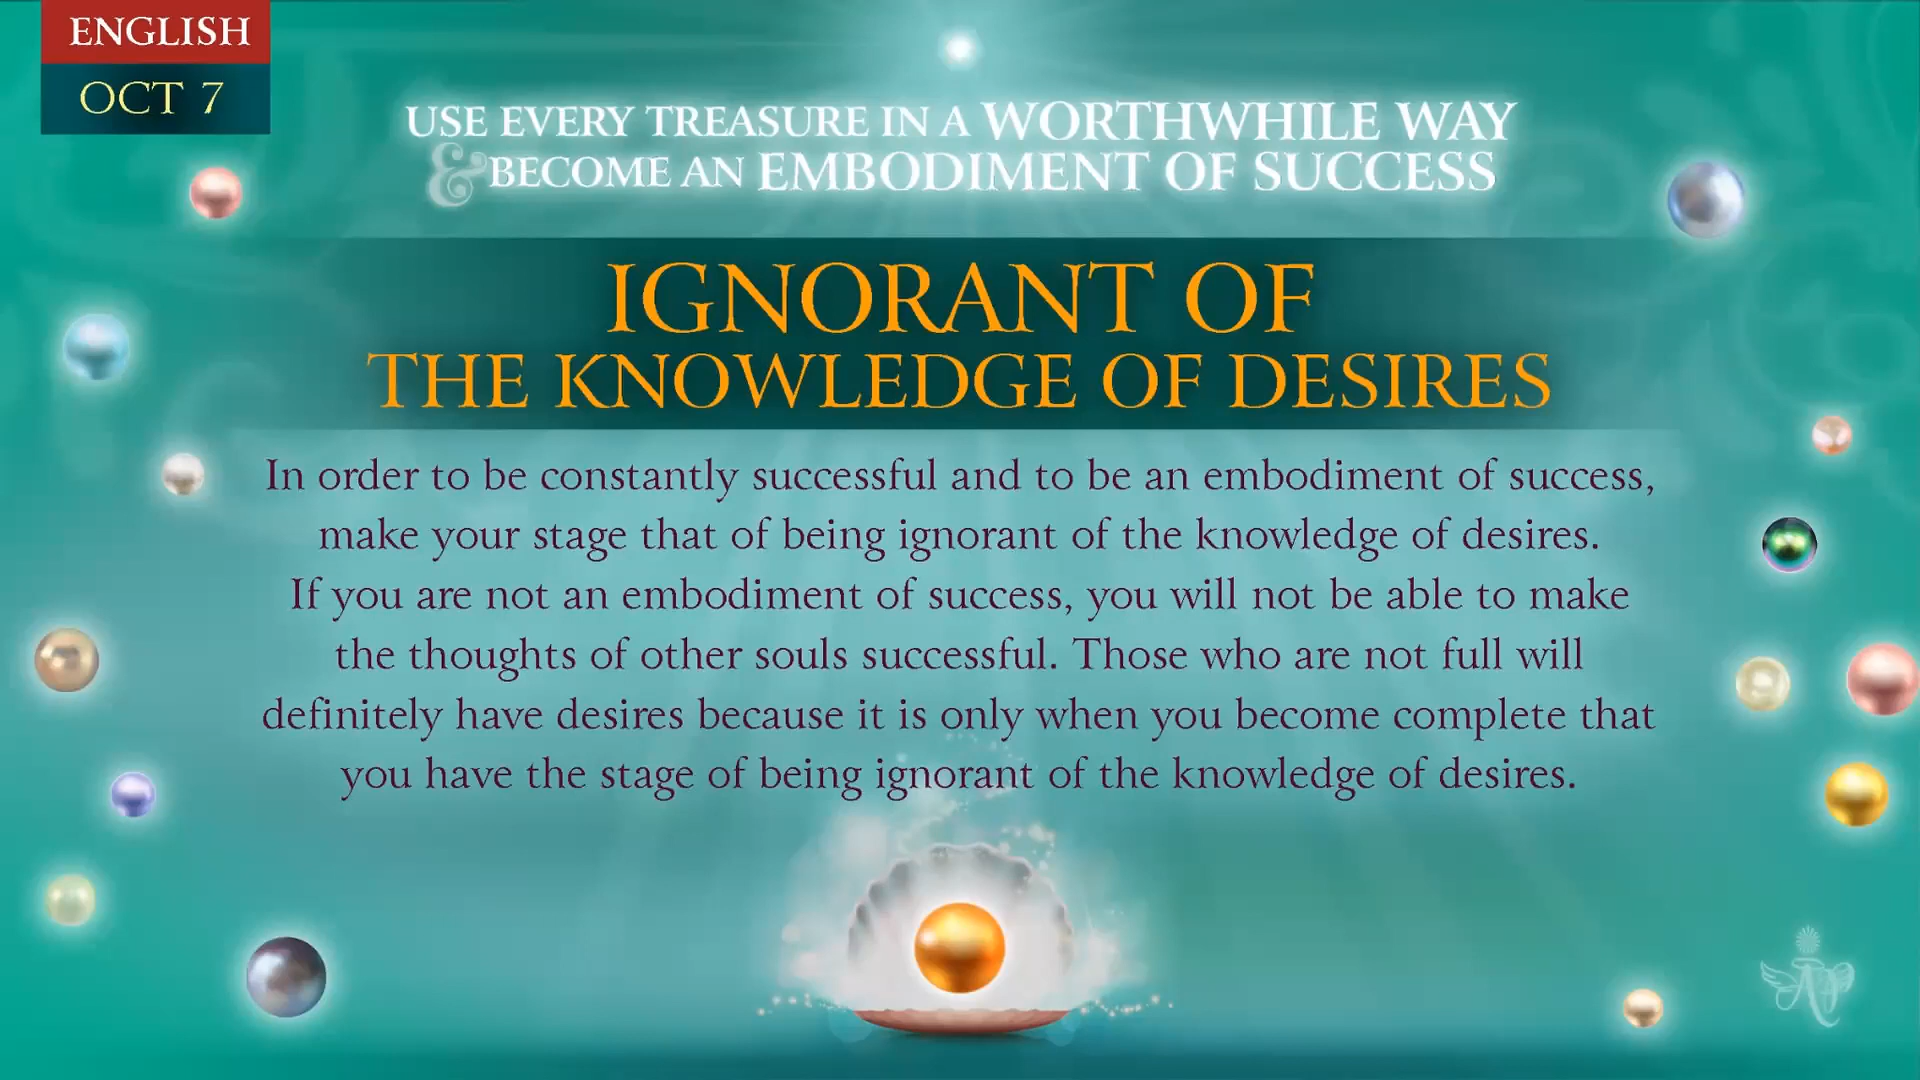 ENGLISH
OCT 7
USE EVERY TREASURE IN A WORTHWHILE WAY
& BECOME AN EMBODIMENT OF SUCCESS
IGNORANT OF
THE KNOWLEDGE OF DESIRES
In order to be constantly successful and to be an embodiment of success,
make your stage that of being ignorant of the knowledge of desires.
If you are not an embodiment of success, you will not be able to make
the thoughts of other souls successful. Those who are not full will
definitely have desires because it is only when you become complete that
you have the stage of being ignorant of the knowledge of desires.